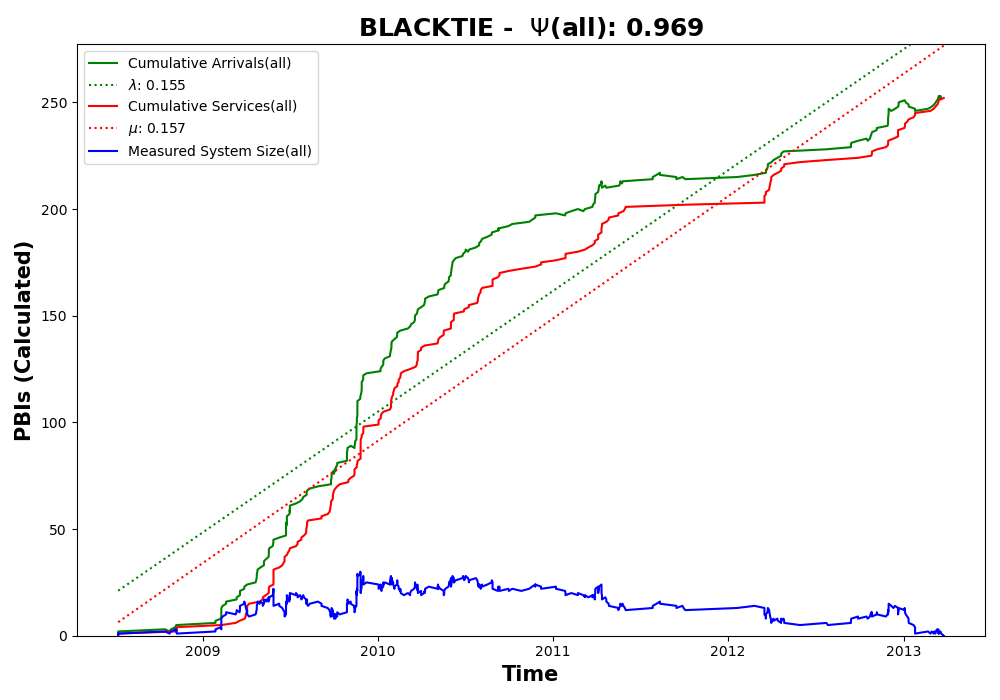 BLACKTIE - Ψ(all): 0.969
Cumulative Arrivals(all)
λ: 0.155
Cumulative Services(all)
μ: 0.157
Measured System Size(all)
PBIs (Calculated)
250
200
150
100
50
0
2009 2010 2011 2012 2013
Time